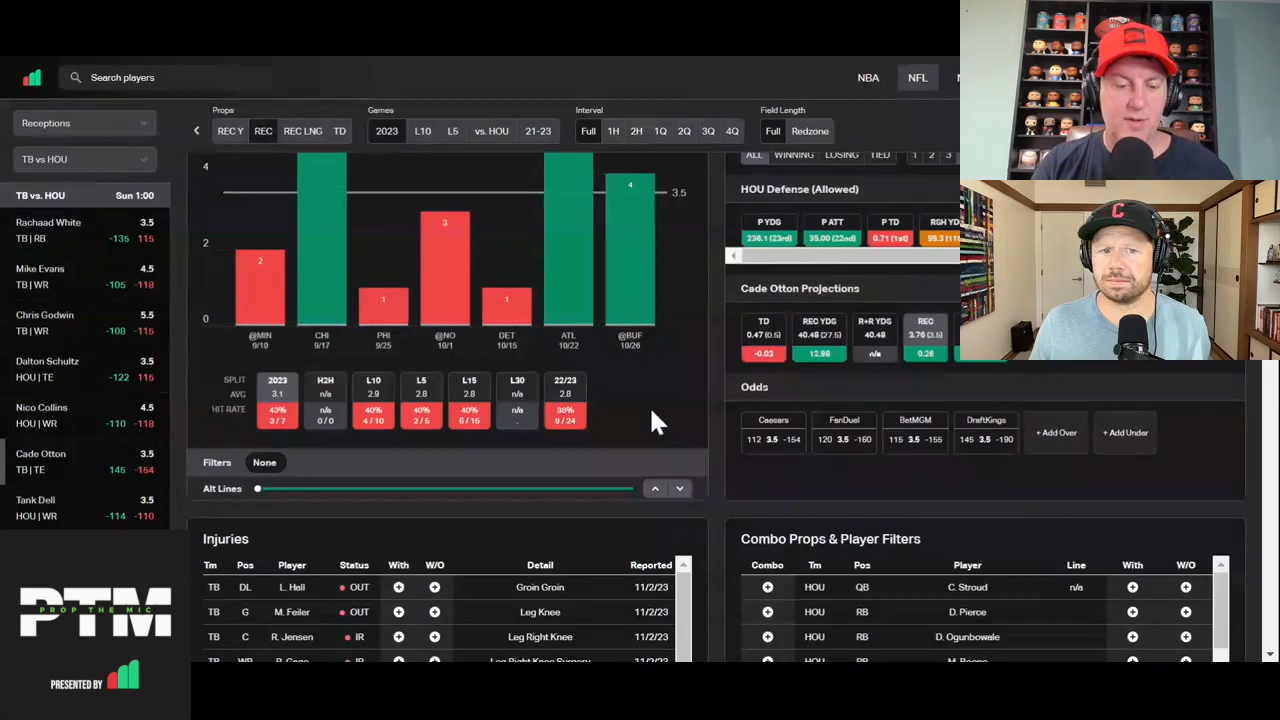 Search players
NBA NFL
Receptions
TB vs HOU
Props
REC Y REC REC LNG TD
Games
2023 L10 L5 vs. HOU 21-23
Interval
Full 1H 2H 1Q 2Q 3Q 4Q
Field Length
Full Redzone
TB vs. HOU Sun 1:00
Rachaad White 3.5
TB | RB -135 115
Mike Evans 4.5
TB | WR -105 -118
Chris Godwin 5.5
TB | WR -108 -115
Dalton Schultz 3.5
HOU | TE -122 115
Nico Collins 4.5
HOU | WR -110 -118
Cade Otton 3.5
TB | TE 145 -154
Tank Dell 3.5
HOU | WR -114 -110
4
2
0
3.5
2
1
3
1
4
@MIN CHI PHI @NO DET ATL @BUF
9/10 9/17 9/25 10/1 10/15 10/22 10/26
SPLIT 2023 H2H L10 L5 L15 L30 22/23
AVG 3.1 n/a 2.9 2.8 2.8 n/a 2.8
HIT RATE 43% n/a 40% 40% 40% n/a 38%
3 / 7 0 / 0 4 / 10 2 / 5 6 / 15 . 9 / 24
Filters None
Alt Lines
ALL WINNING LOSING TIED 1 2 3
HOU Defense (Allowed)
P YDS P ATT P TD RSH YD
236.1 (23rd) 35.00 (22nd) 0.71 (1st) 99.3
Cade Otton Projections
TD REC YDS R+R YDS REC
0.47 (0.5) 40.48 (27.5) 40.48 3.76 (3.5)
-0.03 12.98 n/a 0.26
Odds
Caesars FanDuel BetMGM DraftKings
112 3.5 -154 120 3.5 -160 115 3.5 -155 145 3.5 -190
+ Add Over + Add Under
Injuries
Tm Pos Player Status With W/O Detail Reported
TB DL L. Hall OUT Groin Groin 11/2/23
TB G M. Feiler OUT Leg Knee 11/2/23
TB C R. Jensen IR Leg Right Knee 11/2/23
Combo Props & Player Filters
Combo Tm Pos Player Line With W/O
HOU QB C. Stroud n/a
HOU RB D. Pierce
HOU RB D. Ogunbowale
PTM
PROP THE MIC
PRESENTED BY
C